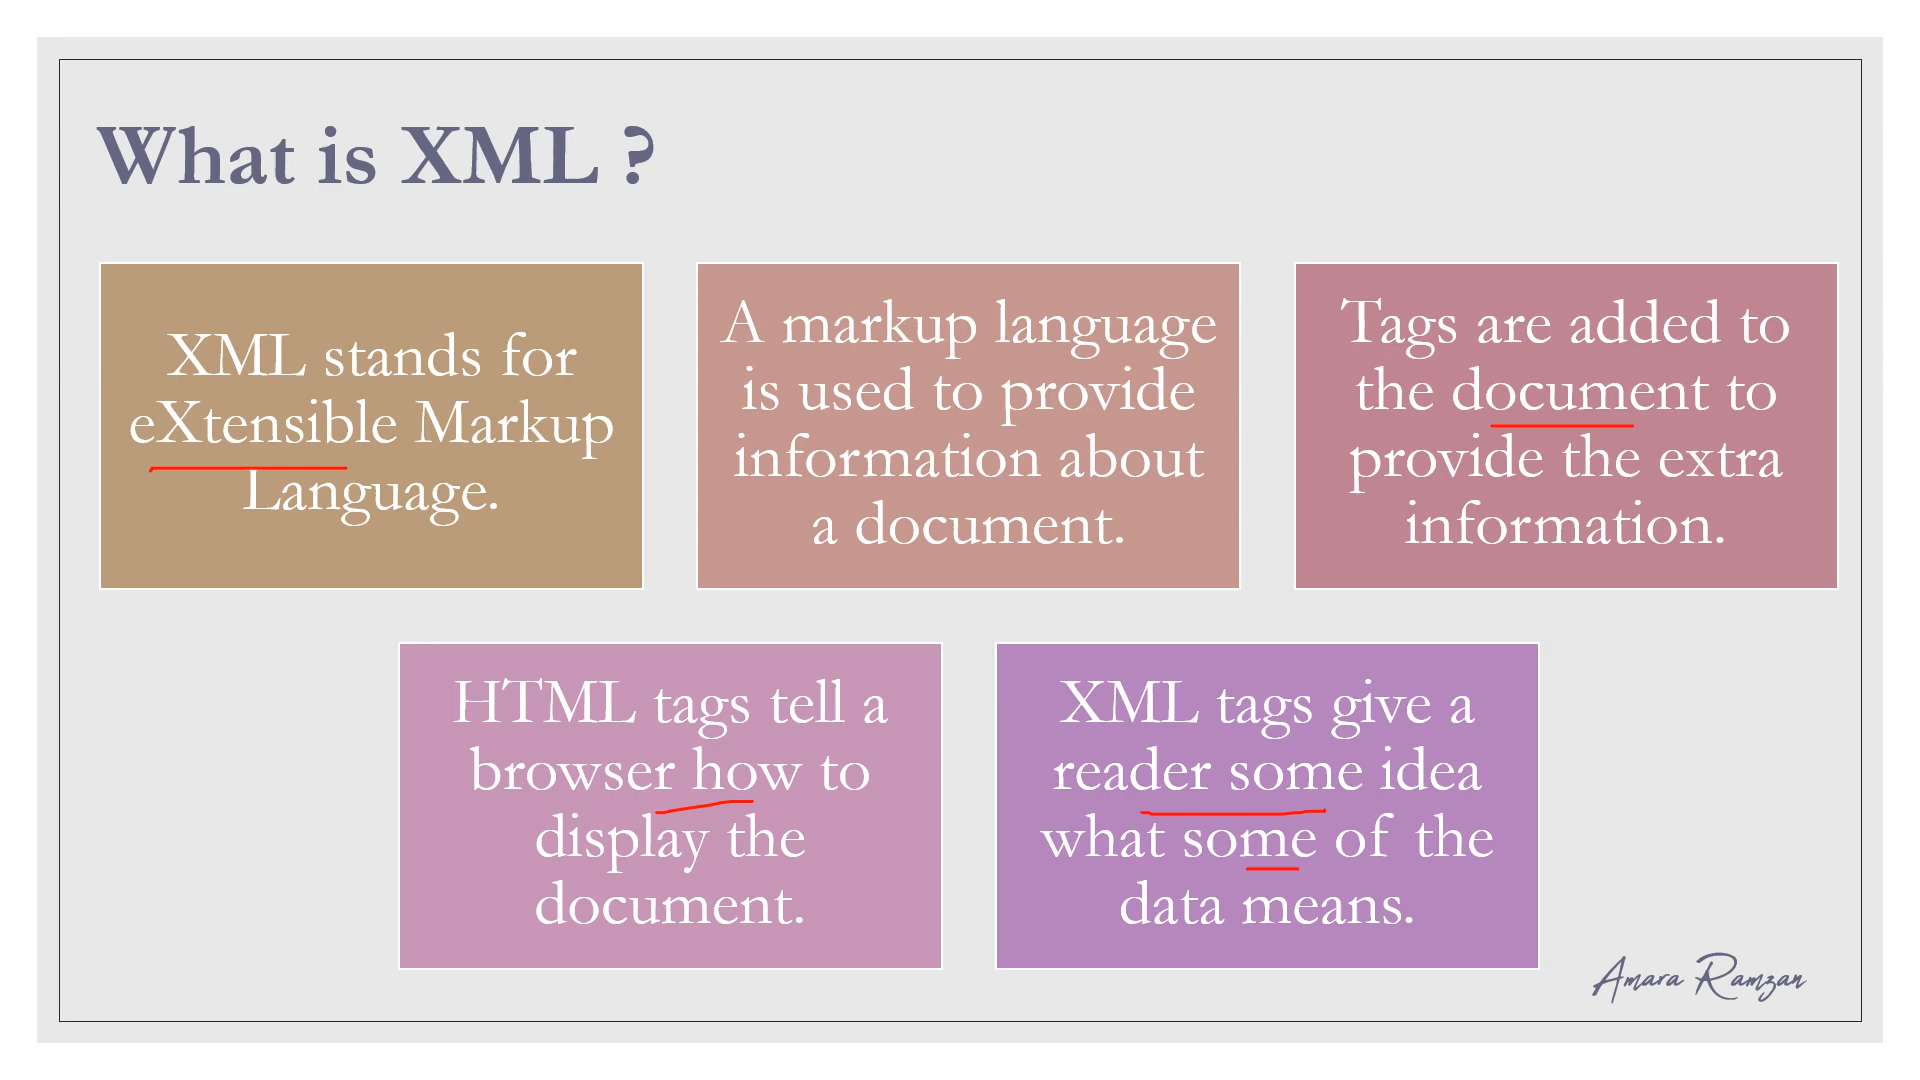 What is XML ?
XML stands for
eXtensible Markup
Language.
A markup language
is used to provide
information about
a document.
Tags are added to
the document to
provide the extra
information.
HTML tags tell a
browser how to
display the
document.
XML tags give a
reader some idea
what some of the
data means.
Amara Ramzan